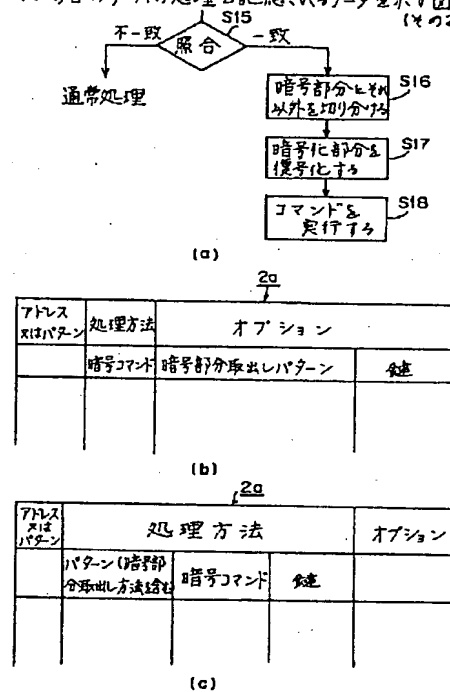 S15
不一致 照合 一致
通常処理
S16
暗号部分とそれ
以外を切り分ける
S17
暗号化部分を
復号化する
S18
コマンドを
実行する
(a)
2a
アドレス
又はパターン
処理方法
オプション
暗号コマンド
暗号部分取出しパターン
鍵
(b)
2a
アドレス
又は
パターン
処理方法
オプション
パターン(暗号部
分取出し方法を含む)
暗号コマンド
鍵
(c)